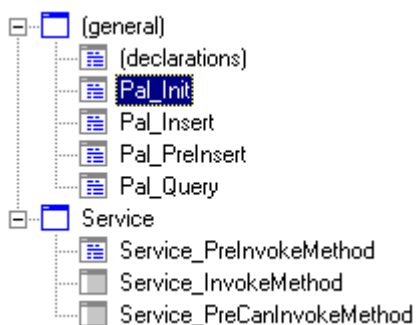 (general)
(declarations)
Pal_Init
Pal_Insert
Pal_PreInsert
Pal_Query
Service
Service_PreInvokeMethod
Service_InvokeMethod
Service_PreCanInvokeMethod